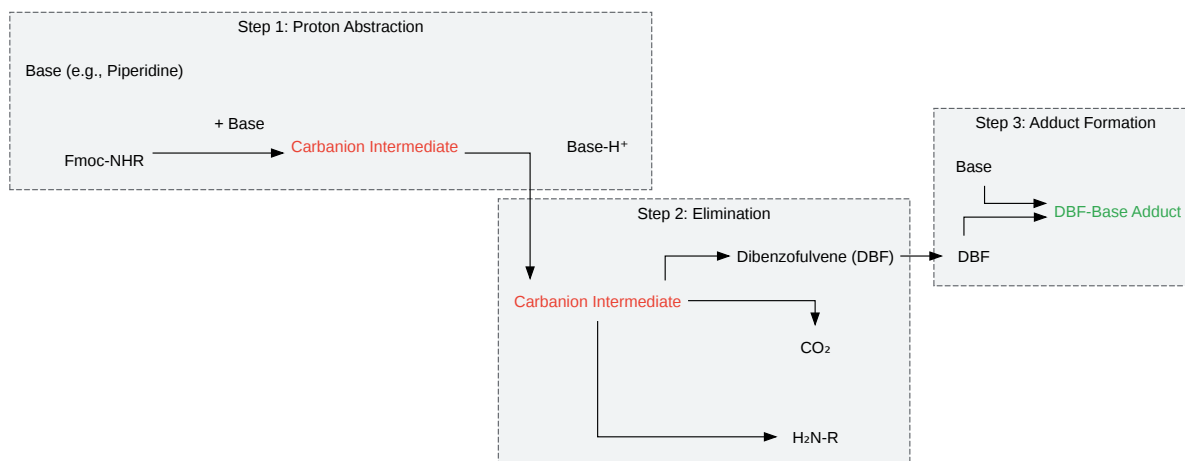 Step 1: Proton Abstraction
Base (e.g., Piperidine)
+ Base
Fmoc-NHR
Carbanion Intermediate
Base-H⁺
Step 2: Elimination
Dibenzofulvene (DBF)
Carbanion Intermediate
CO₂
H₂N-R
Step 3: Adduct Formation
Base
DBF-Base Adduct
DBF